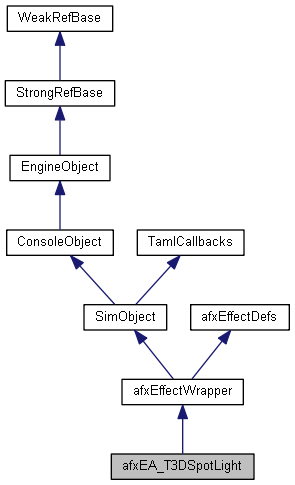 WeakRefBase
StrongRefBase
EngineObject
ConsoleObject
TamlCallbacks
SimObject
afxEffectDefs
afxEffectWrapper
afxEA_T3DSpotLight